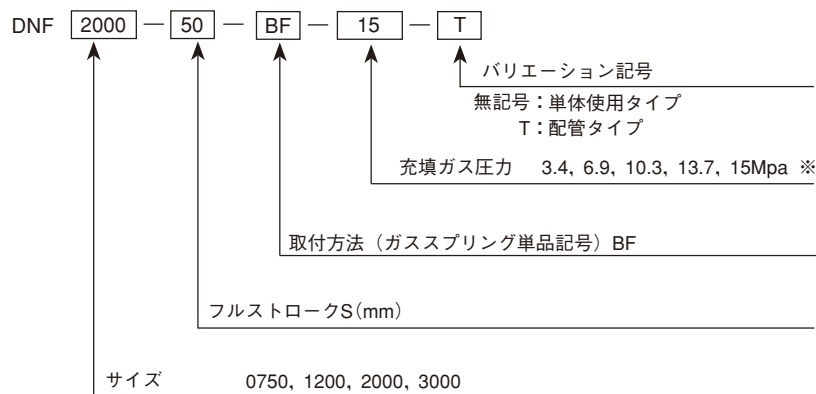 DNF 2000 — 50 — BF — 15 — T
バリエーション記号
無記号：単体使用タイプ
T：配管タイプ
充填ガス圧力 3.4, 6.9, 10.3, 13.7, 15Mpa ※
取付方法（ガススプリング単品記号）BF
フルストロークS(mm)
サイズ 0750, 1200, 2000, 3000